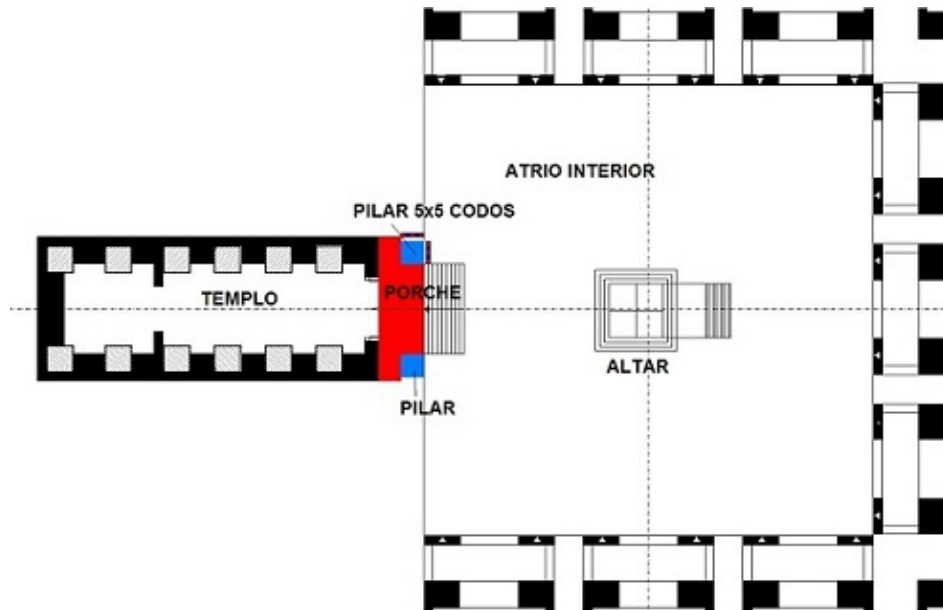 ATRIO INTERIOR
PILAR 5x5 CODOS
TEMPLO
PORCHE
ALTAR
PILAR